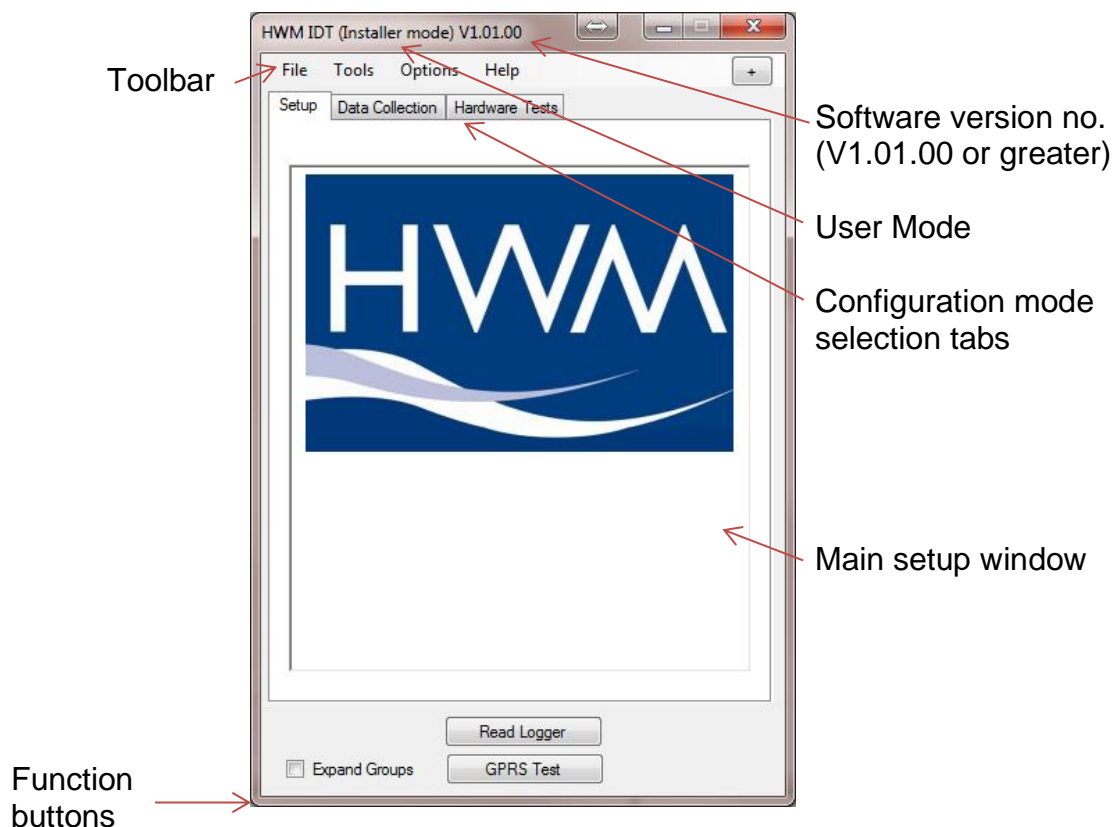 HWM IDT (Installer mode) V1.01.00
Toolbar
File Tools Options Help +
Setup Data Collection Hardware Tests
Software version no.
(V1.01.00 or greater)
User Mode
Configuration mode
selection tabs
HWM
Main setup window
Read Logger
Expand Groups GPRS Test
Function
buttons